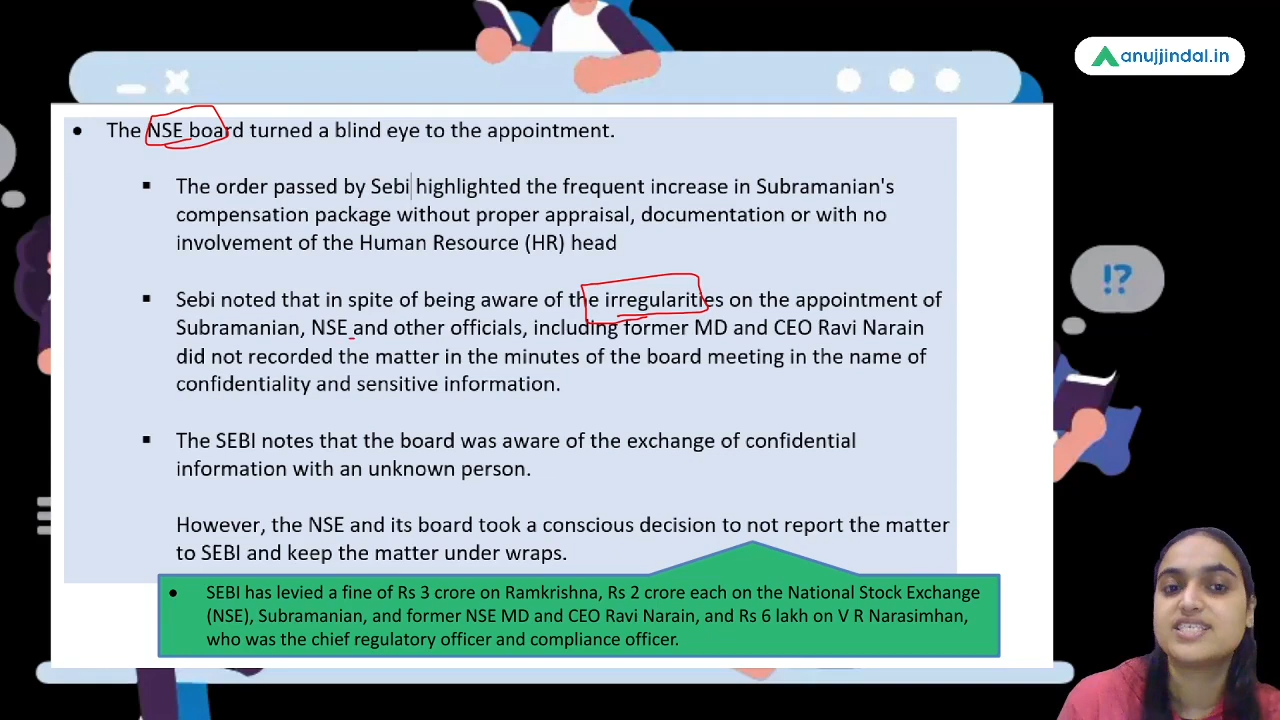 anujjindal.in
• The NSE board turned a blind eye to the appointment.
▪ The order passed by Sebi highlighted the frequent increase in Subramanian's
compensation package without proper appraisal, documentation or with no
involvement of the Human Resource (HR) head
▪ Sebi noted that in spite of being aware of the irregularities on the appointment of
Subramanian, NSE and other officials, including former MD and CEO Ravi Narain
did not recorded the matter in the minutes of the board meeting in the name of
confidentiality and sensitive information.
▪ The SEBI notes that the board was aware of the exchange of confidential
information with an unknown person.
However, the NSE and its board took a conscious decision to not report the matter
to SEBI and keep the matter under wraps.
• SEBI has levied a fine of Rs 3 crore on Ramkrishna, Rs 2 crore each on the National Stock Exchange
(NSE), Subramanian, and former NSE MD and CEO Ravi Narain, and Rs 6 lakh on V R Narasimhan,
who was the chief regulatory officer and compliance officer.
!?